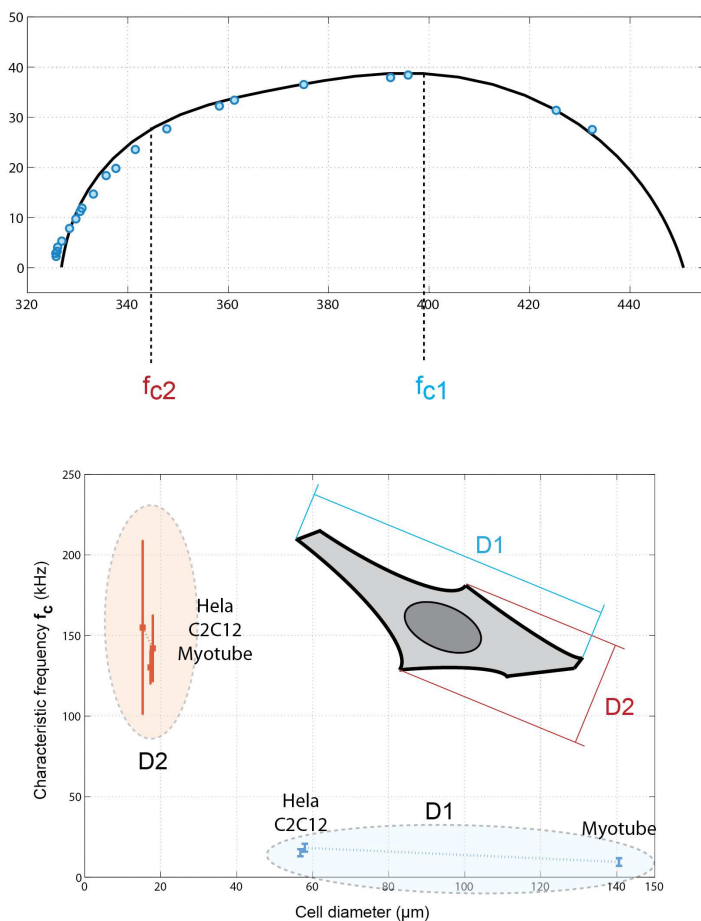 50
40
30
20
10
0
320 340 360 380 400 420 440
fc2 fc1
250
200
150
100
50
0
Characteristic frequency fc (kHz)
D1
Hela
C2C12
Myotube
D2
D2
D1
Hela
C2C12
Myotube
0 20 40 60 80 100 120 140 150
Cell diameter (µm)